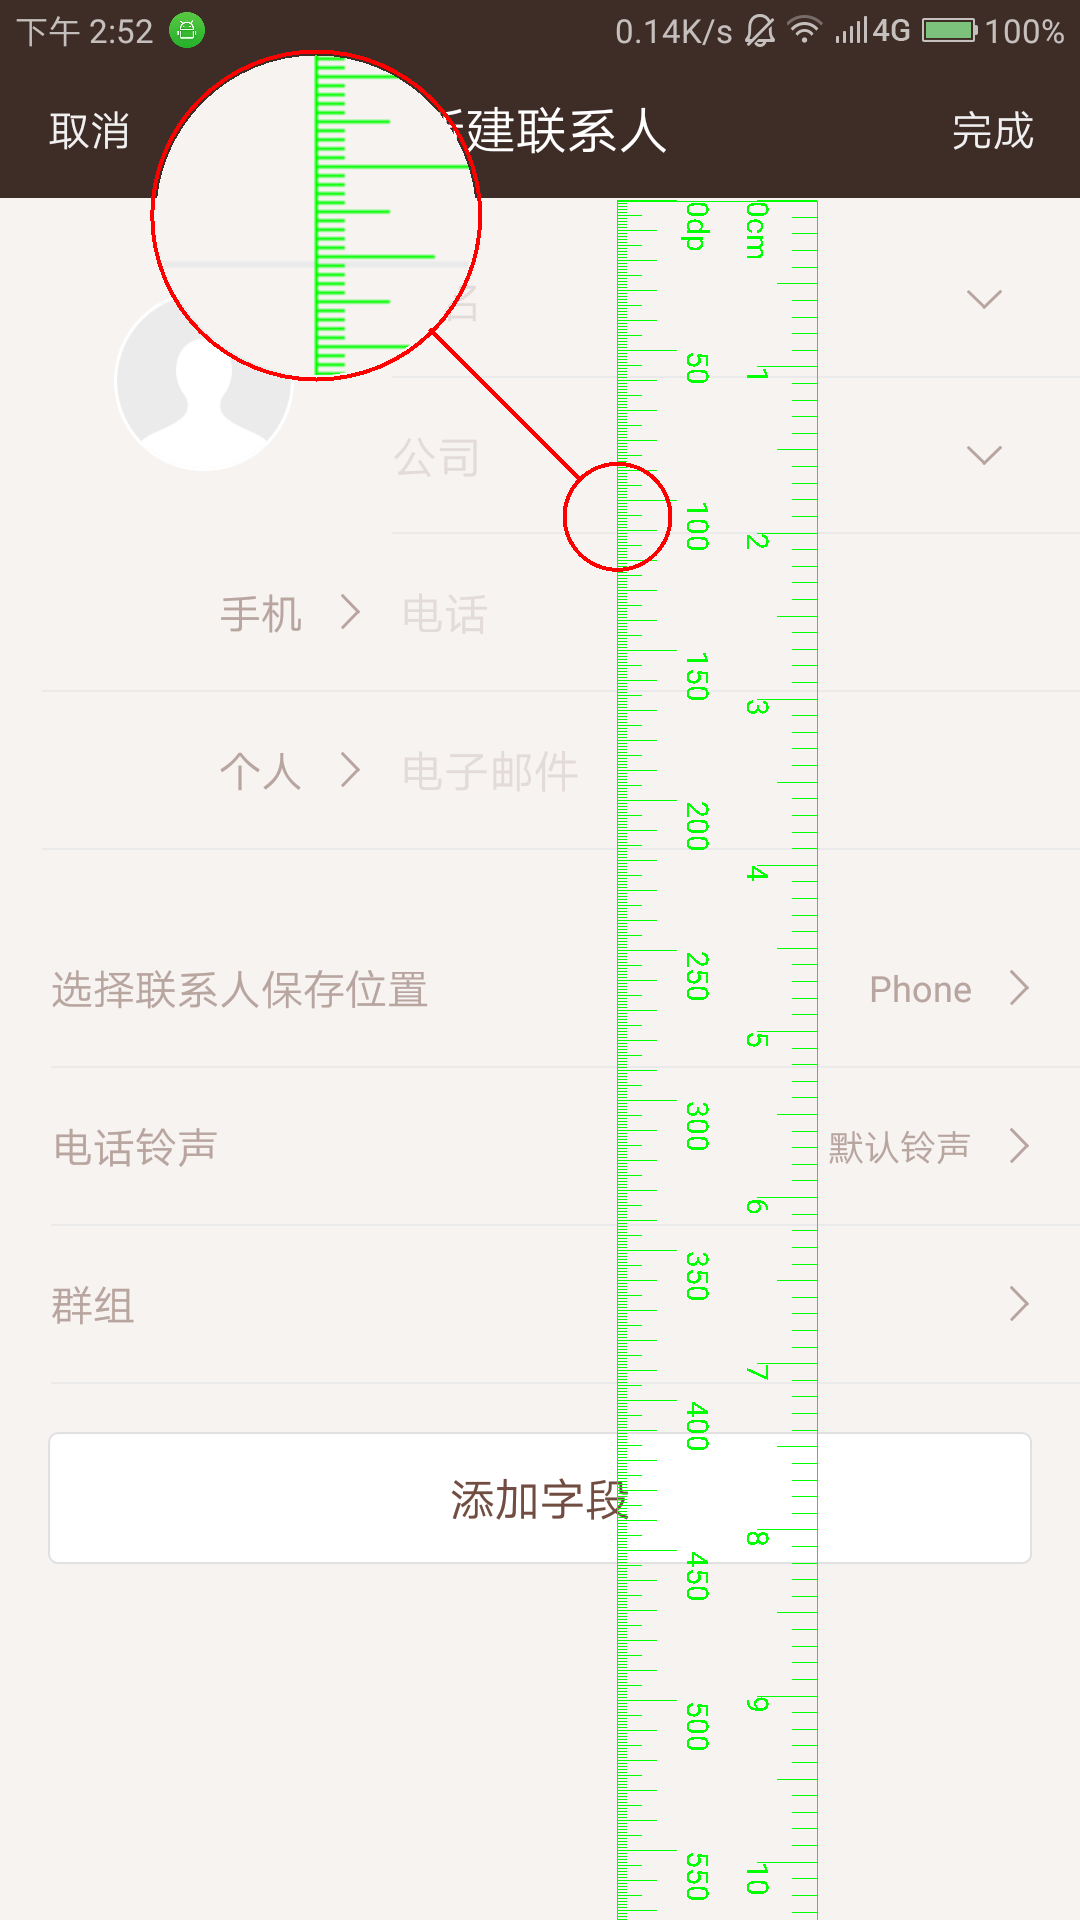 下午 2:52 0.14K/s 4G 100%
取消 建联系人 完成
0dp 0cm
名
50 1
公司
100 2
手机 电话
150 3
个人 电子邮件
200 4
选择联系人保存位置 250 Phone
5
电话铃声 300 默认铃声
6
群组 350
7
400
添加字段
450 8
500 9
550 10